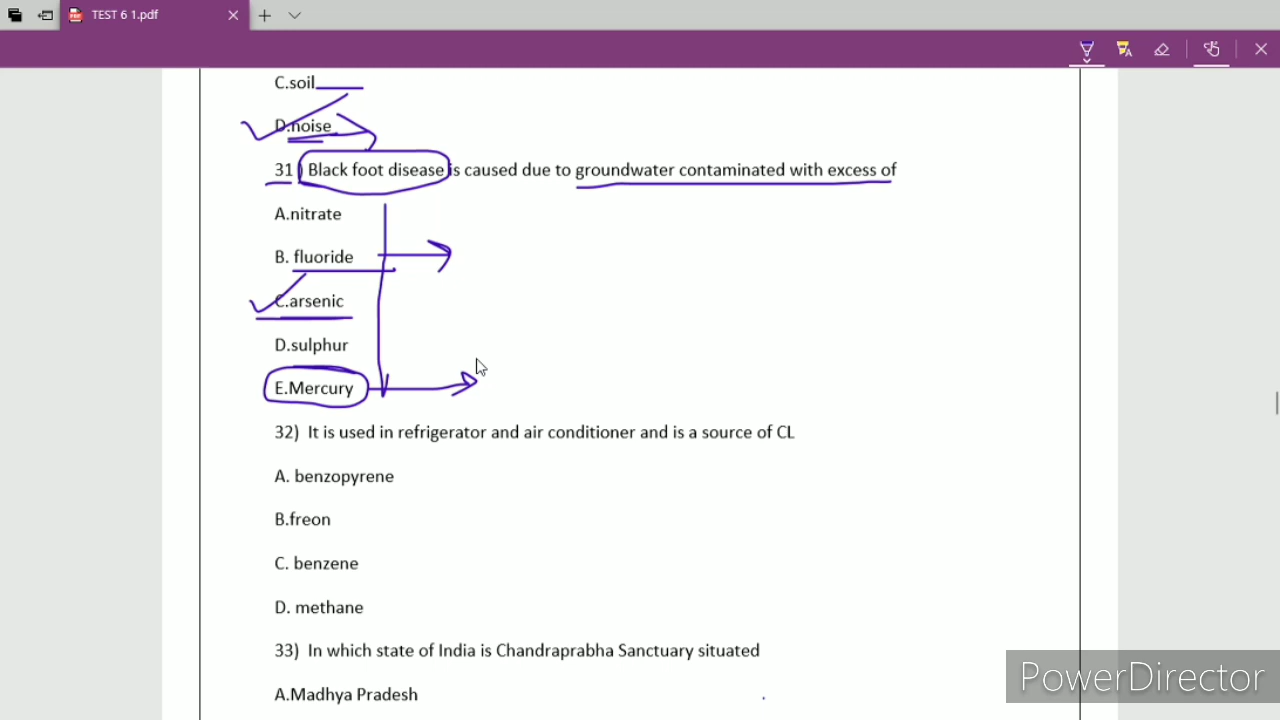 TEST 6 1.pdf
C.soil
D.noise
31) Black foot disease is caused due to groundwater contaminated with excess of
A.nitrate
B. fluoride
C.arsenic
D.sulphur
E.Mercury
32) It is used in refrigerator and air conditioner and is a source of CL
A. benzopyrene
B.freon
C. benzene
D. methane
33) In which state of India is Chandraprabha Sanctuary situated
A.Madhya Pradesh
PowerDirector